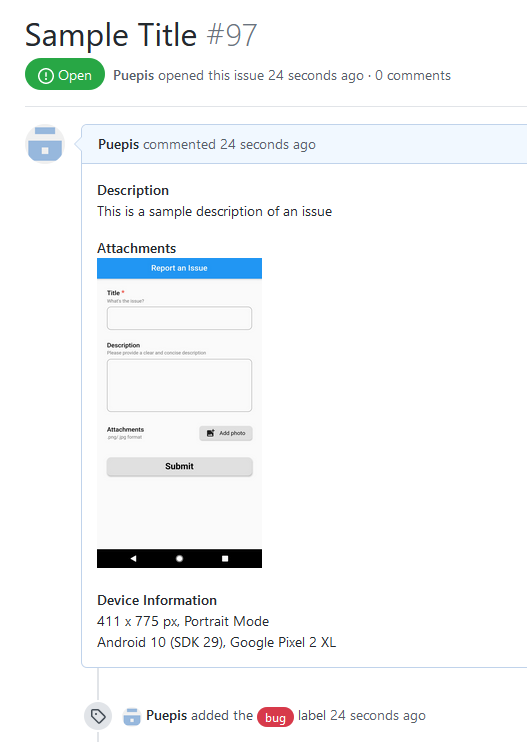 Sample Title #97
Open Puepis opened this issue 24 seconds ago · 0 comments
Puepis commented 24 seconds ago
Description
This is a sample description of an issue
Attachments
Report an Issue
Title *
What's the issue?
Description
Please provide a clear and concise description
Attachments
.png/.jpg format
Add photo
Submit
Device Information
411 x 775 px, Portrait Mode
Android 10 (SDK 29), Google Pixel 2 XL
Puepis added the bug label 24 seconds ago